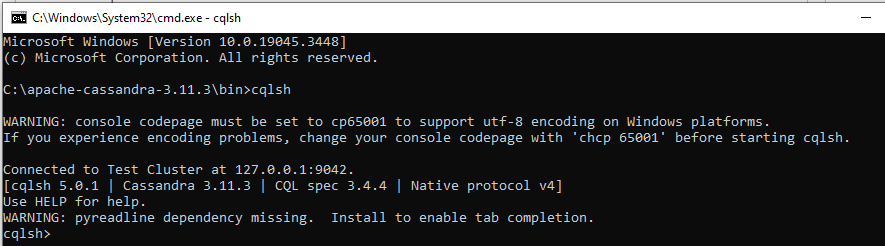 C:\Windows\System32\cmd.exe - cqlsh
Microsoft Windows [Version 10.0.19045.3448]
(c) Microsoft Corporation. All rights reserved.
C:\apache-cassandra-3.11.3\bin>cqlsh
WARNING: console codepage must be set to cp65001 to support utf-8 encoding on Windows platforms.
If you experience encoding problems, change your console codepage with 'chcp 65001' before starting cqlsh.
Connected to Test Cluster at 127.0.0.1:9042.
[cqlsh 5.0.1 | Cassandra 3.11.3 | CQL spec 3.4.4 | Native protocol v4]
Use HELP for help.
WARNING: pyreadline dependency missing.  Install to enable tab completion.
cqlsh>